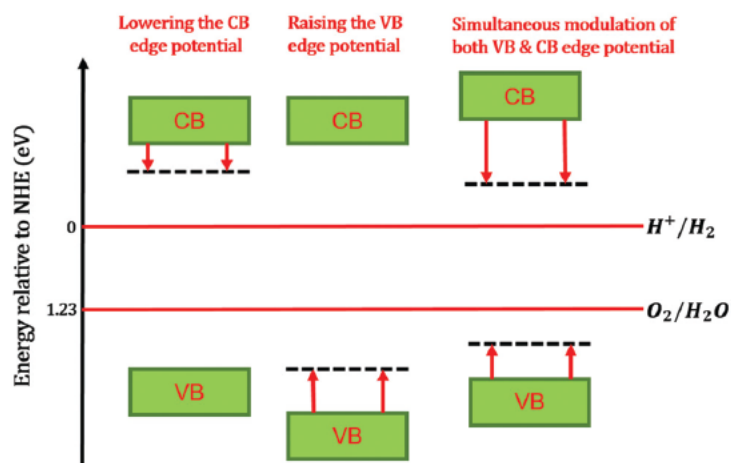 Lowering the CB
edge potential
Raising the VB
edge potential
Simultaneous modulation of
both VB & CB edge potential
Energy relative to NHE (eV)
CB
CB
CB
0
H⁺/H₂
1.23
O₂/H₂O
VB
VB
VB